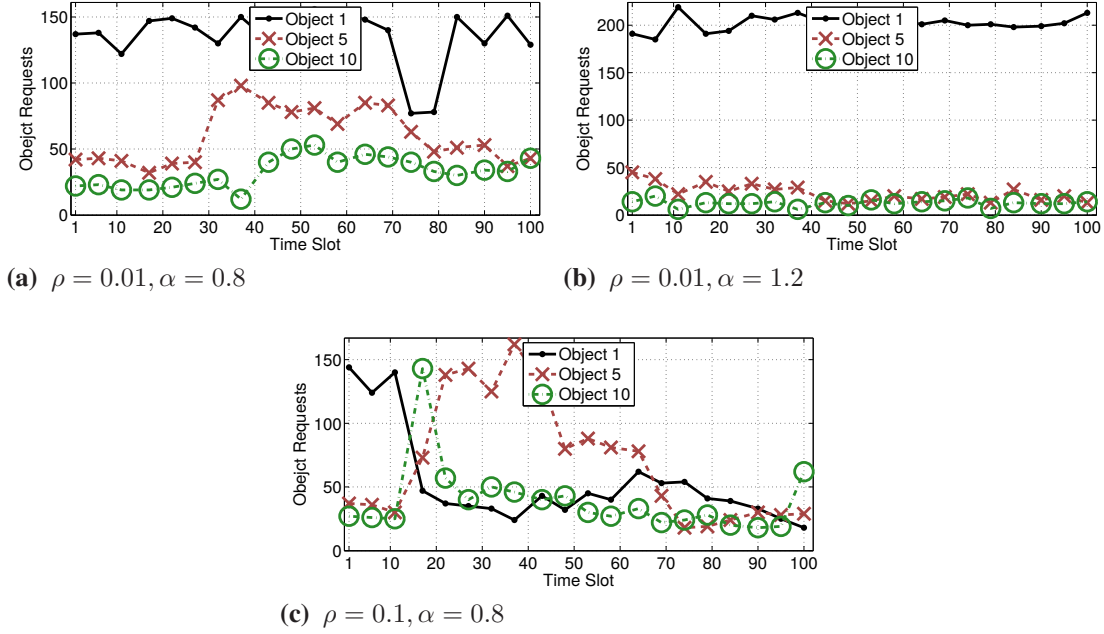 150
100
50
0
Obejct Requests
Object 1
Object 5
Object 10
1 10 20 30 40 50 60 70 80 90 100
Time Slot
(a) ρ = 0.01, α = 0.8
200
150
100
50
0
Obejct Requests
Object 1
Object 5
Object 10
1 10 20 30 40 50 60 70 80 90 100
Time Slot
(b) ρ = 0.01, α = 1.2
150
100
50
0
Obejct Requests
Object 1
Object 5
Object 10
1 10 20 30 40 50 60 70 80 90 100
Time Slot
(c) ρ = 0.1, α = 0.8